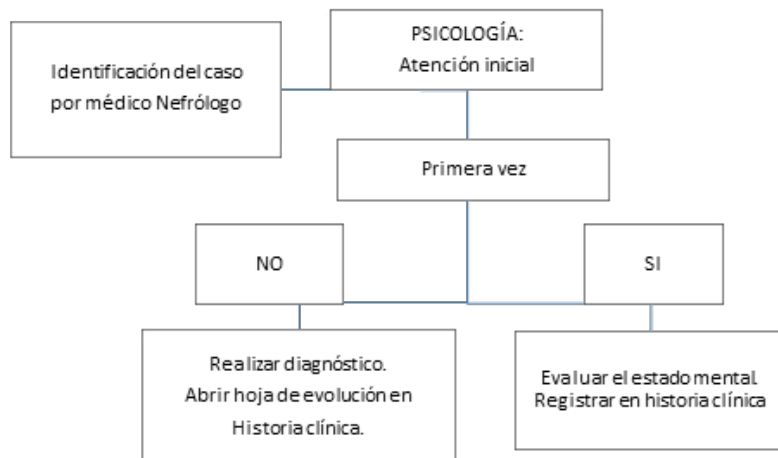 PSICOLOGÍA:
Atención inicial
Identificación del caso
por médico Nefrólogo
Primera vez
NO
SI
Realizar diagnóstico.
Abrir hoja de evolución en
Historia clínica.
Evaluar el estado mental.
Registrar en historia clínica